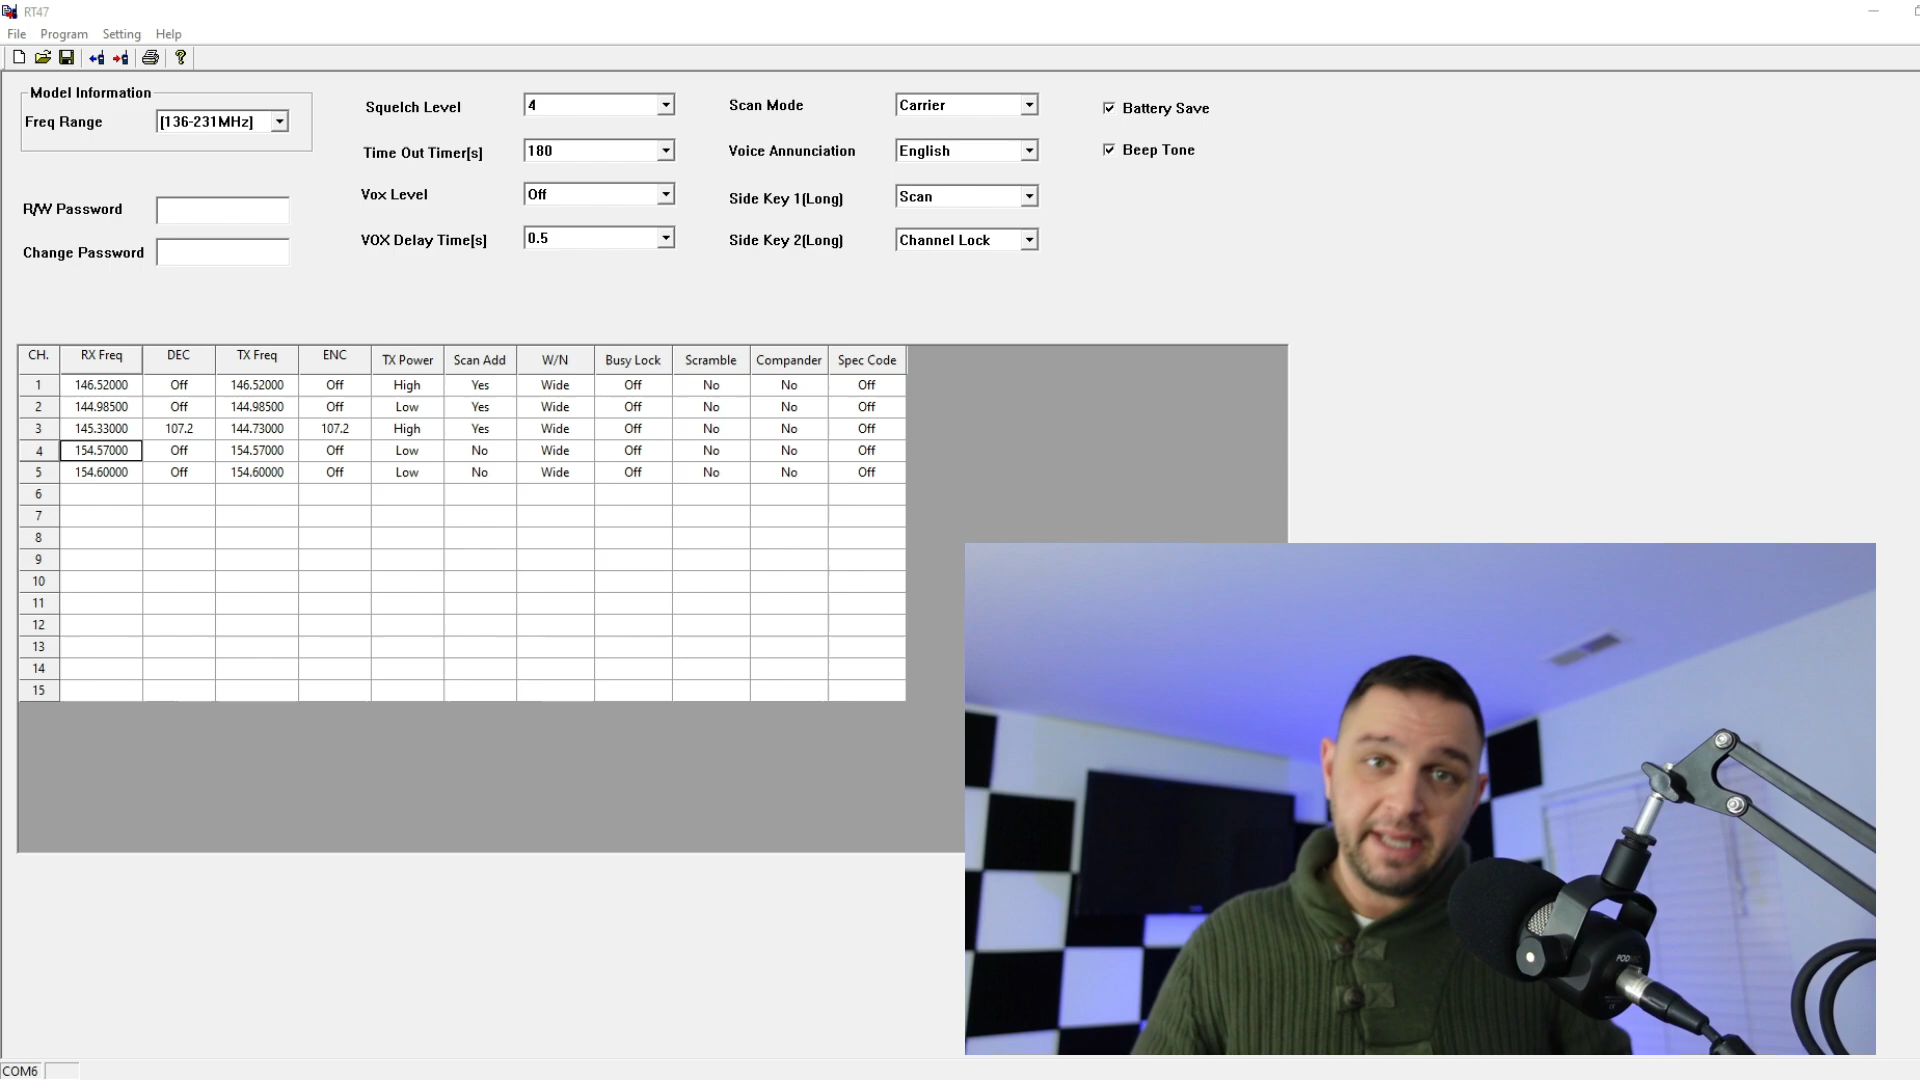 RT47
File Program Setting Help
Model Information
Freq Range [136-231MHz]
R/W Password
Change Password
Squelch Level 4
Time Out Timer[s] 180
Vox Level Off
VOX Delay Time[s] 0.5
Scan Mode Carrier
Voice Annunciation English
Side Key 1(Long) Scan
Side Key 2(Long) Channel Lock
Battery Save
Beep Tone
CH. RX Freq DEC TX Freq ENC TX Power Scan Add W/N Busy Lock Scramble Compander Spec Code
1 146.52000 Off 146.52000 Off High Yes Wide Off No No Off
2 144.98500 Off 144.98500 Off Low Yes Wide Off No No Off
3 145.33000 107.2 144.73000 107.2 High Yes Wide Off No No Off
4 154.57000 Off 154.57000 Off Low No Wide Off No No Off
5 154.60000 Off 154.60000 Off Low No Wide Off No No Off
6
7
8
9
10
11
12
13
14
15
COM6